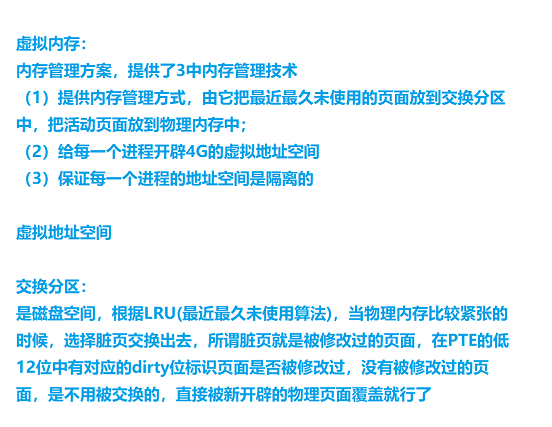 虚拟内存：
内存管理方案，提供了3中内存管理技术
（1）提供内存管理方式，由它把最近最久未使用的页面放到交换分区
中，把活动页面放到物理内存中；
（2）给每一个进程开辟4G的虚拟地址空间
（3）保证每一个进程的地址空间是隔离的
虚拟地址空间
交换分区：
是磁盘空间，根据LRU(最近最久未使用算法)，当物理内存比较紧张的
时候，选择脏页交换出去，所谓脏页就是被修改过的页面，在PTE的低
12位中有对应的dirty位标识页面是否被修改过，没有被修改过的页
面，是不用被交换的，直接被新开辟的物理页面覆盖就行了